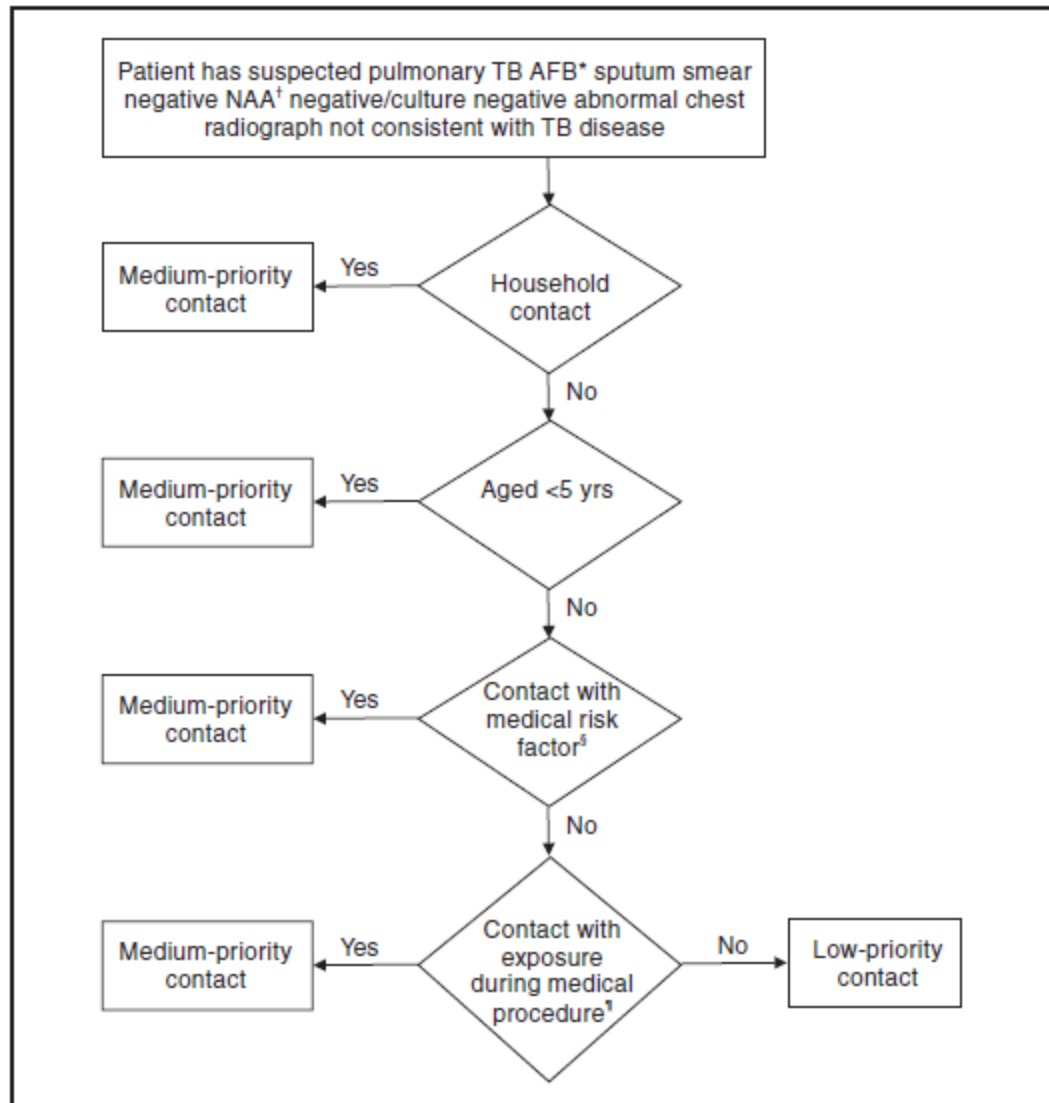 Patient has suspected pulmonary TB AFB* sputum smear
negative NAA† negative/culture negative abnormal chest
radiograph not consistent with TB disease
Medium-priority
contact
Yes
Household
contact
No
Medium-priority
contact
Yes
Aged <5 yrs
No
Medium-priority
contact
Yes
Contact with
medical risk
factor§
No
Medium-priority
contact
Yes
Contact with
exposure
during medical
procedure¶
No
Low-priority
contact